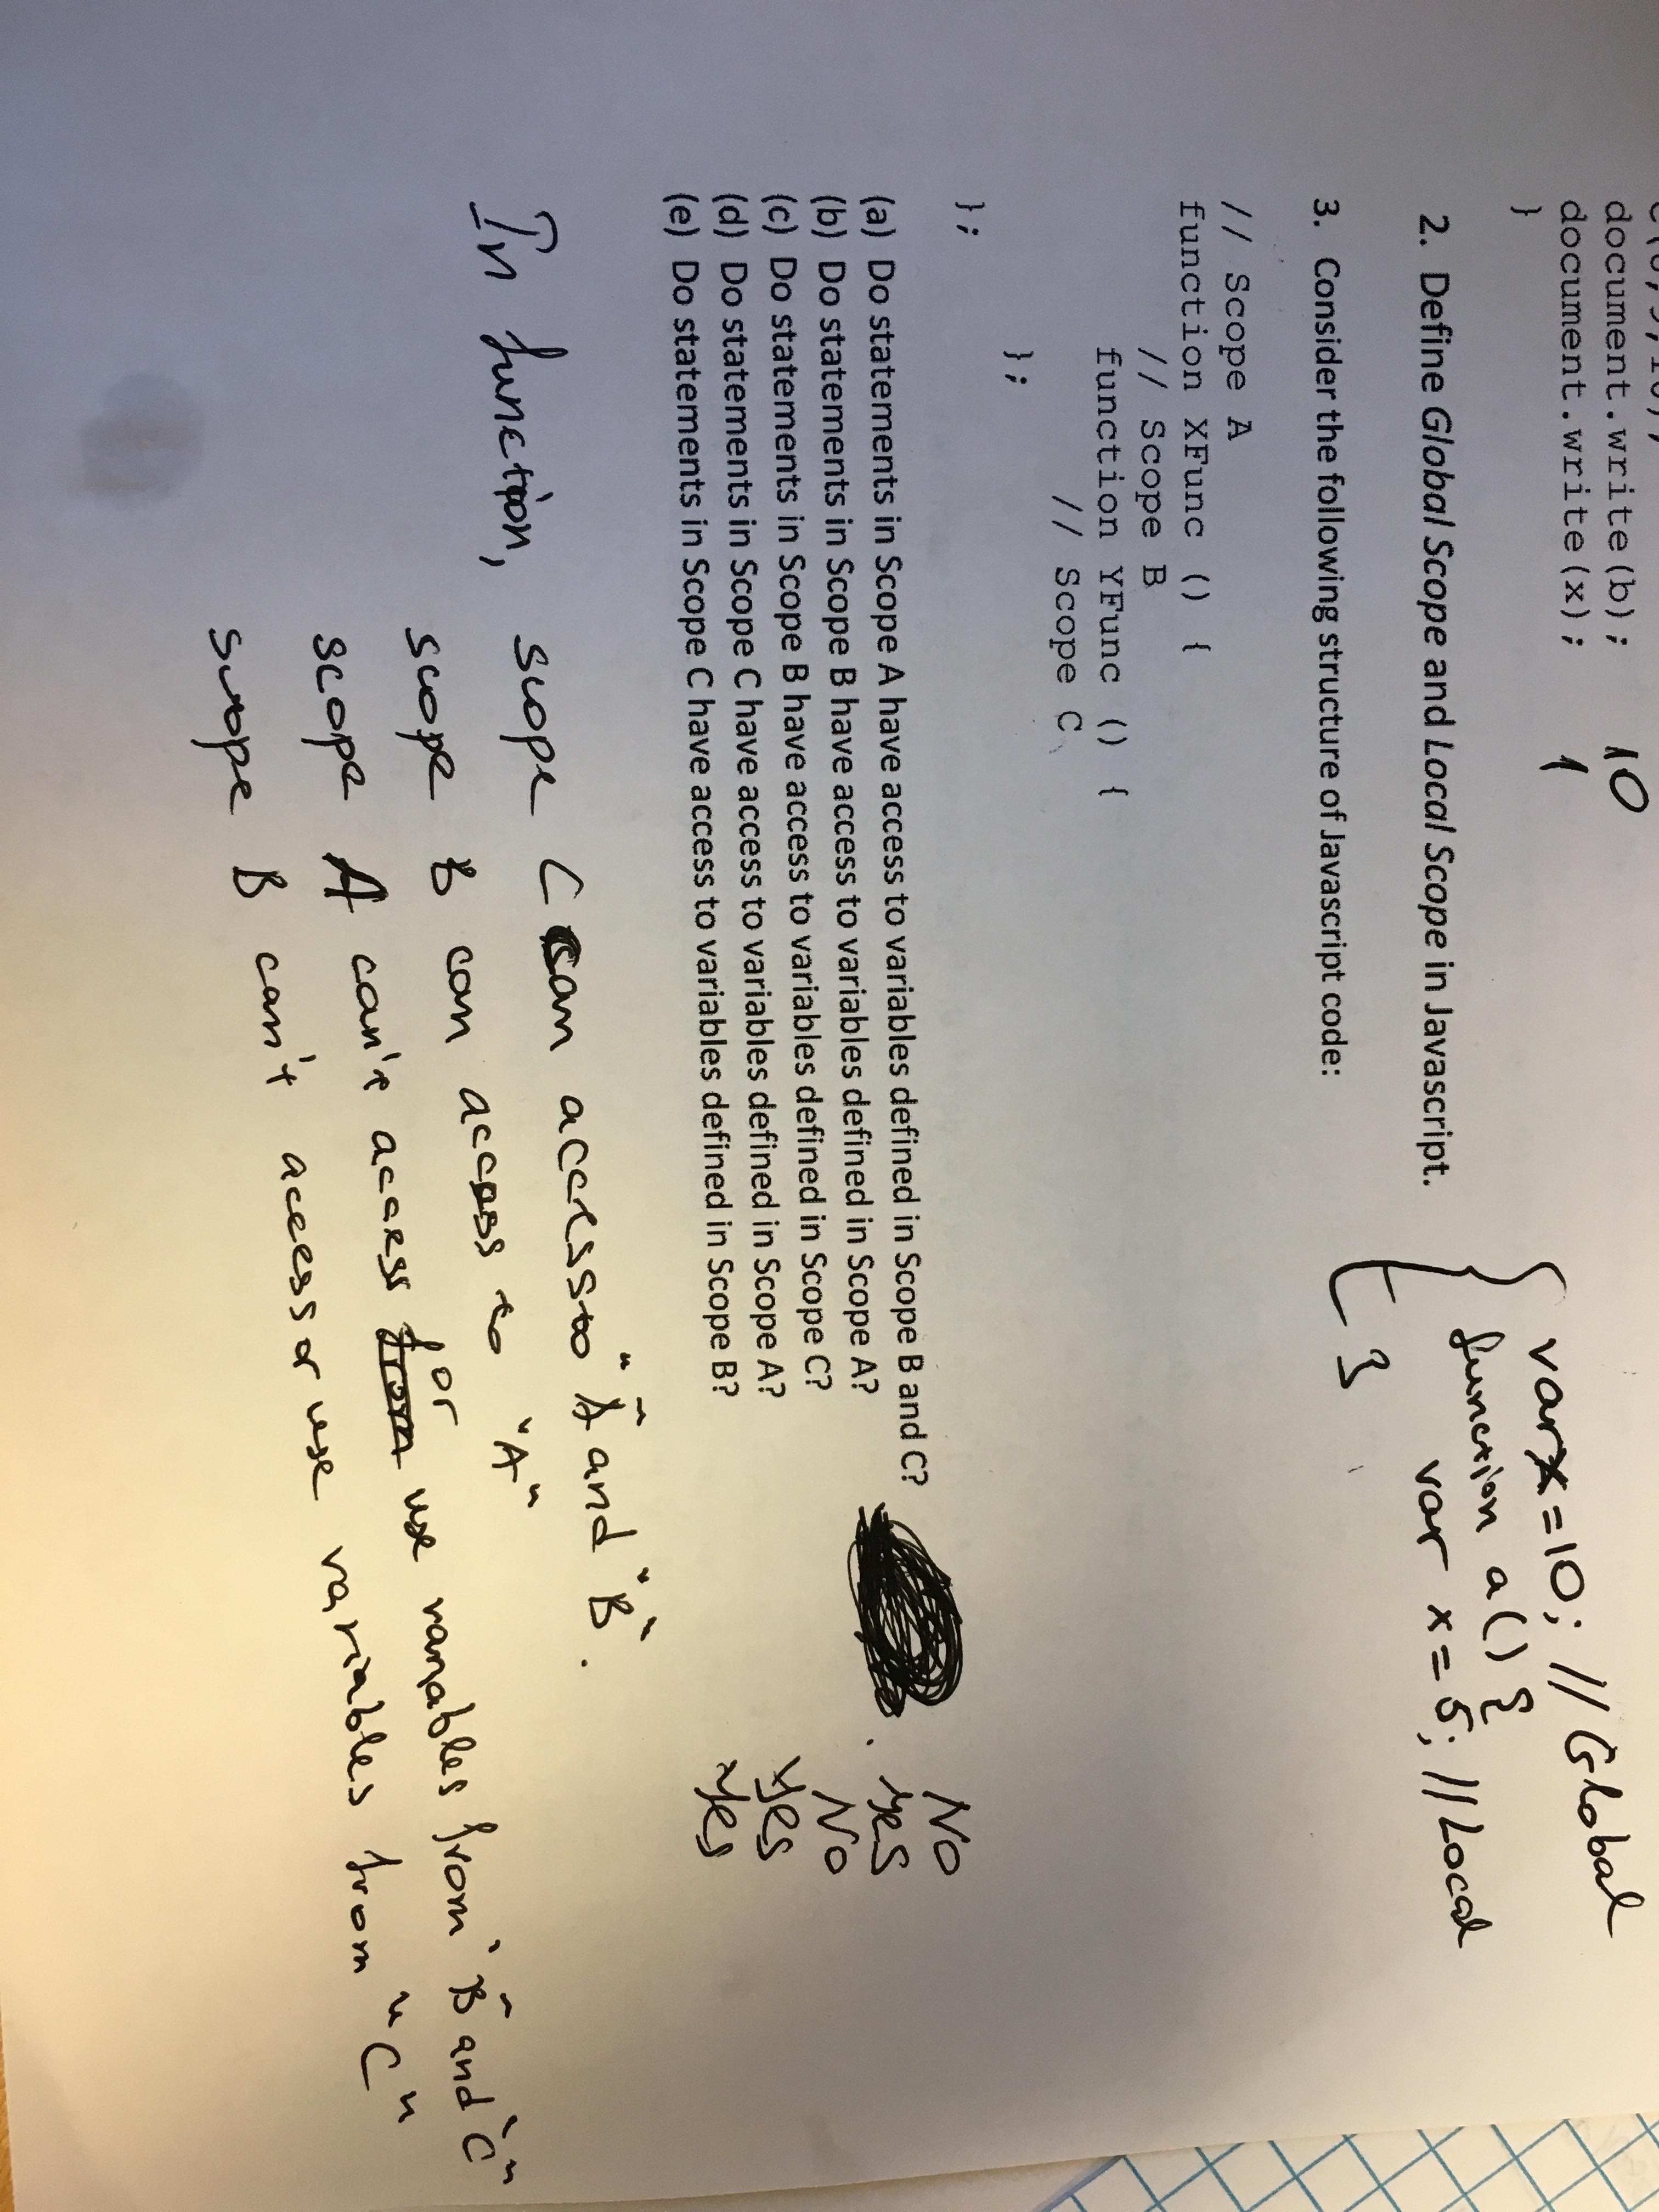 document.write(b); 10
document.write(x); 1
}
{ var x=10; // Global
function a() {
var x=5; //Local
}
2. Define Global Scope and Local Scope in Javascript.
3. Consider the following structure of Javascript code:
// Scope A
function XFunc () {
// Scope B
function YFunc () {
// Scope C
};
};
(a) Do statements in Scope A have access to variables defined in Scope B and C? No
(b) Do statements in Scope B have access to variables defined in Scope A? Yes
(c) Do statements in Scope B have access to variables defined in Scope C? No
(d) Do statements in Scope C have access to variables defined in Scope A? Yes
(e) Do statements in Scope C have access to variables defined in Scope B? Yes
In function, scope C can access to "A" and "B".
scope B can access to "A"
scope A can't access or use variables from "B" and "C"
scope B can't access or use variables from "C"